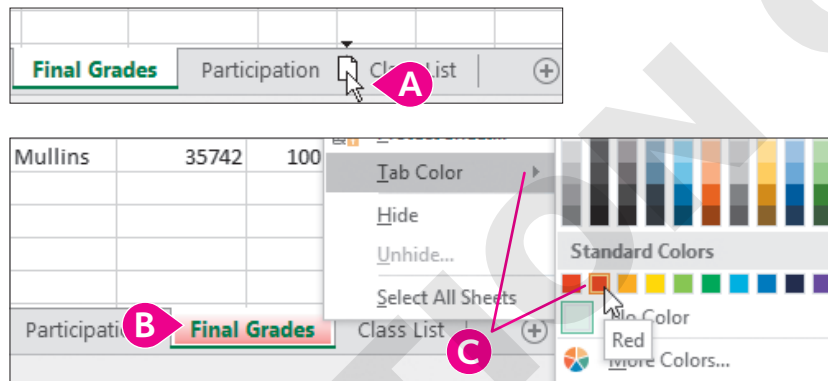 Final Grades Participation Class List
A
Mullins 35742 100
Tab Color
Hide
Unhide...
Select All Sheets
Standard Colors
No Color
Red
More Colors...
B Final Grades Class List
C